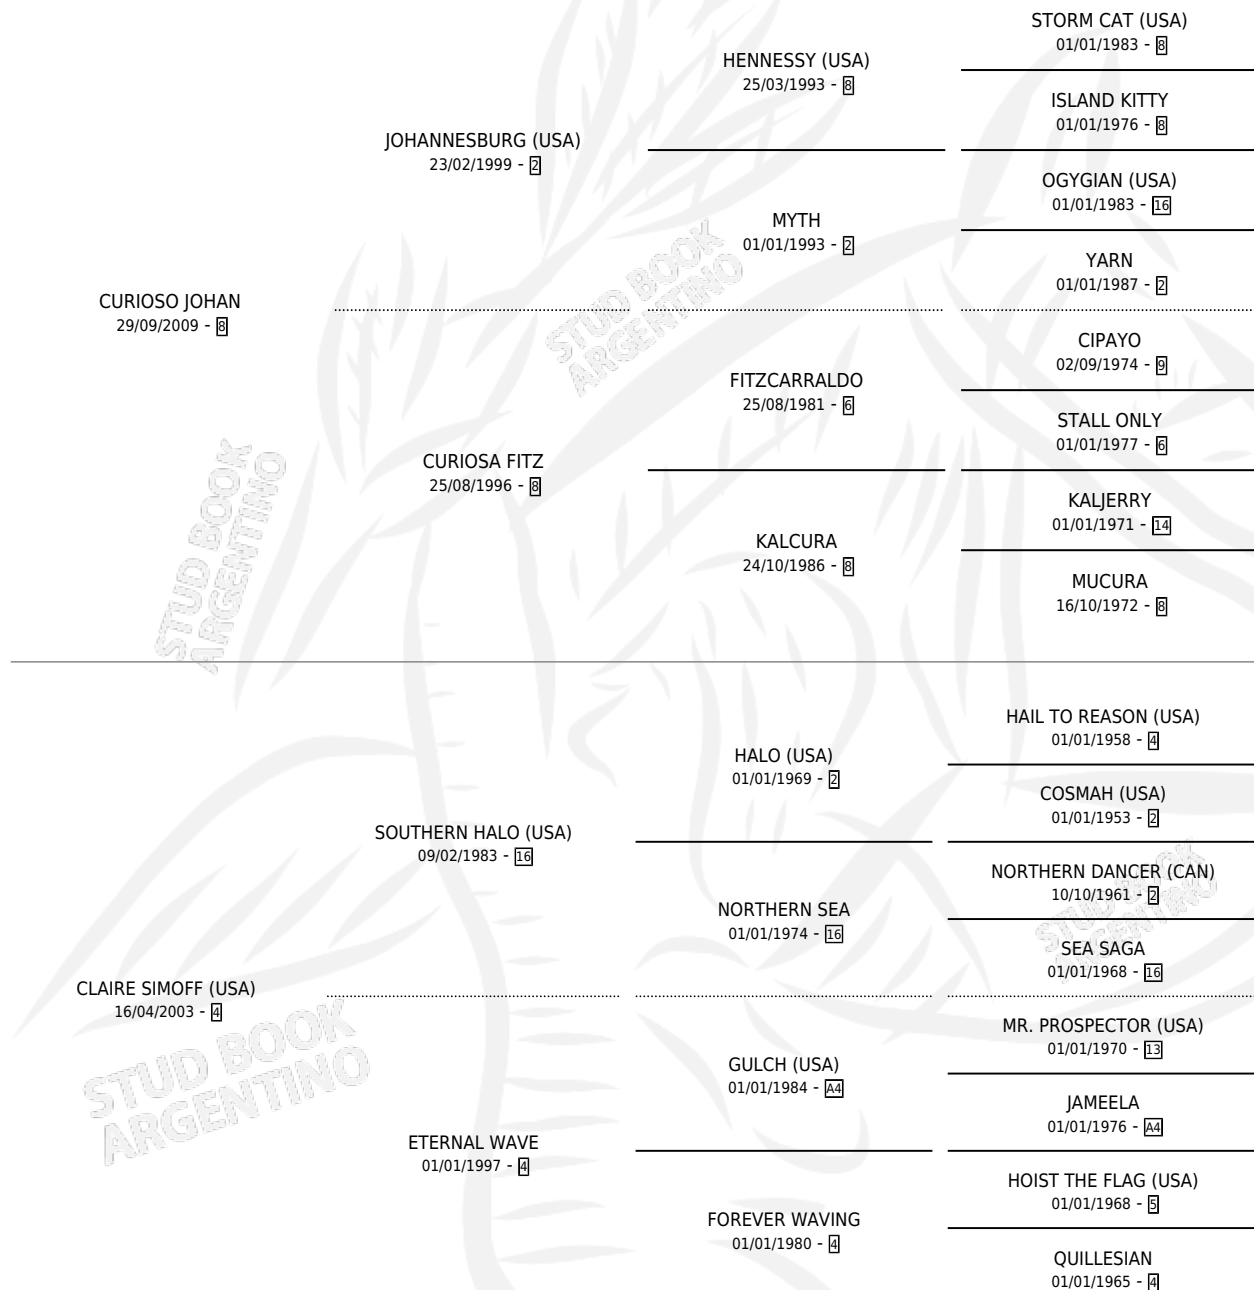 STORM CAT (USA)
01/01/1983 - 8
HENNESSY (USA)
25/03/1993 - 8
ISLAND KITTY
01/01/1976 - 8
JOHANNESBURG (USA)
23/02/1999 - 2
OGYGIAN (USA)
01/01/1983 - 16
MYTH
01/01/1993 - 2
YARN
01/01/1987 - 2
CURIOSO JOHAN
29/09/2009 - 8
CIPAYO
02/09/1974 - 9
FITZCARRALDO
25/08/1981 - 6
STALL ONLY
01/01/1977 - 6
CURIOSA FITZ
25/08/1996 - 8
KALJERRY
01/01/1971 - 14
KALCURA
24/10/1986 - 8
MUCURA
16/10/1972 - 8
HAIL TO REASON (USA)
01/01/1958 - 4
HALO (USA)
01/01/1969 - 2
COSMAH (USA)
01/01/1953 - 2
SOUTHERN HALO (USA)
09/02/1983 - 16
NORTHERN DANCER (CAN)
10/10/1961 - 2
NORTHERN SEA
01/01/1974 - 16
SEA SAGA
01/01/1968 - 16
CLAIRE SIMOFF (USA)
16/04/2003 - 4
MR. PROSPECTOR (USA)
01/01/1970 - 13
GULCH (USA)
01/01/1984 - A4
JAMEELA
01/01/1976 - A4
ETERNAL WAVE
01/01/1997 - 4
HOIST THE FLAG (USA)
01/01/1968 - 5
FOREVER WAVING
01/01/1980 - 4
QUILLESIAN
01/01/1965 - 4
STUD BOOK
ARGENTINO
STUD BOOK
ARGENTINO
STUD BOOK
ARGENTINO
STUD BOOK
ARGENTINO